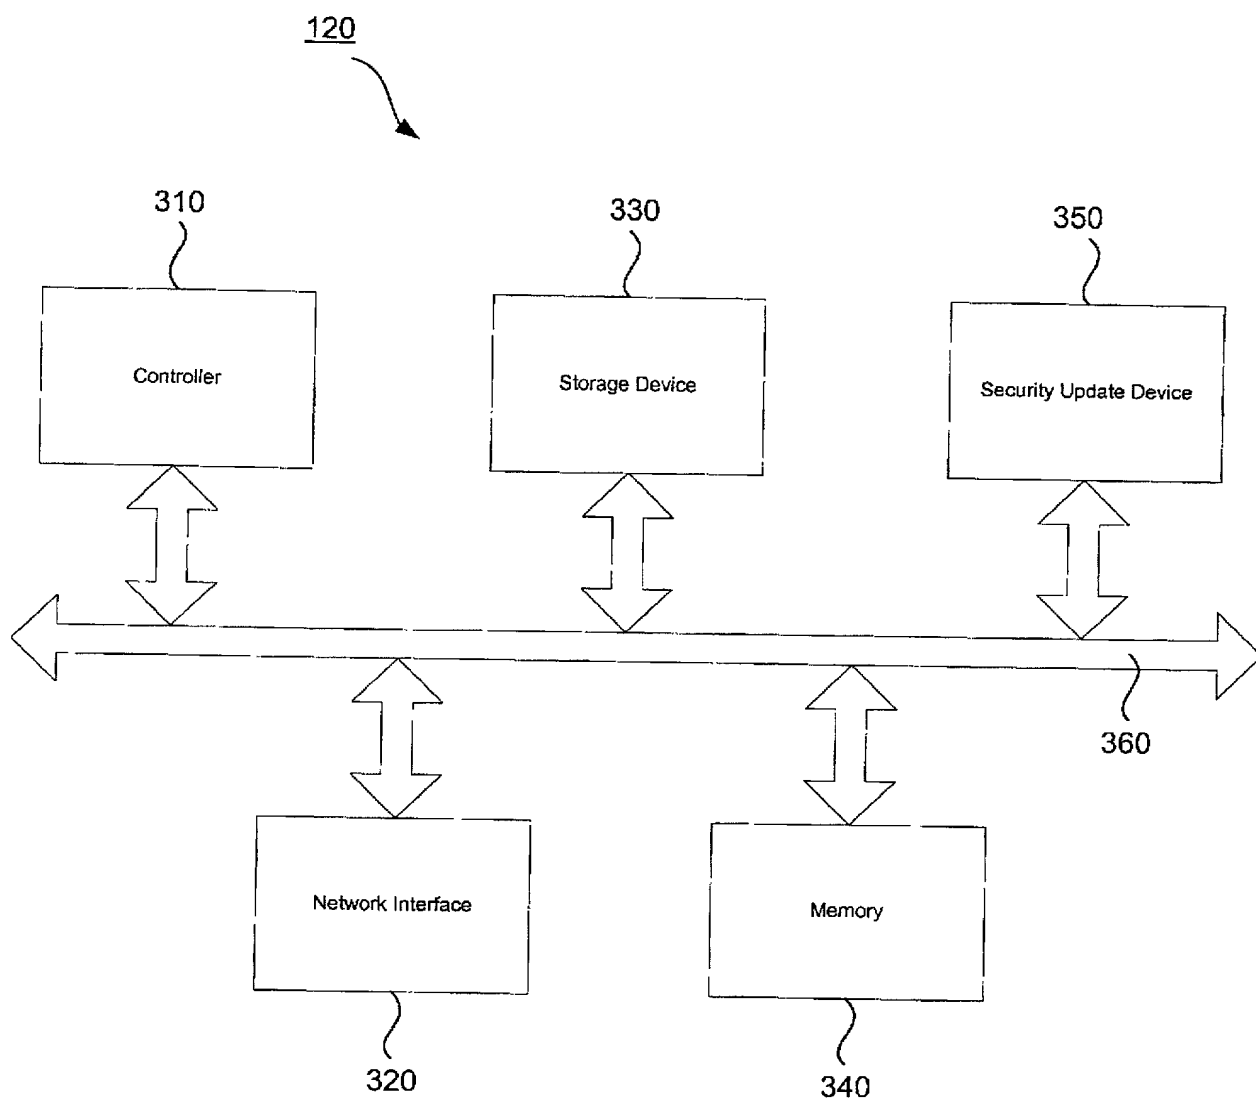 120
310
330
350
Controller
Storage Device
Security Update Device
360
Network Interface
Memory
320
340